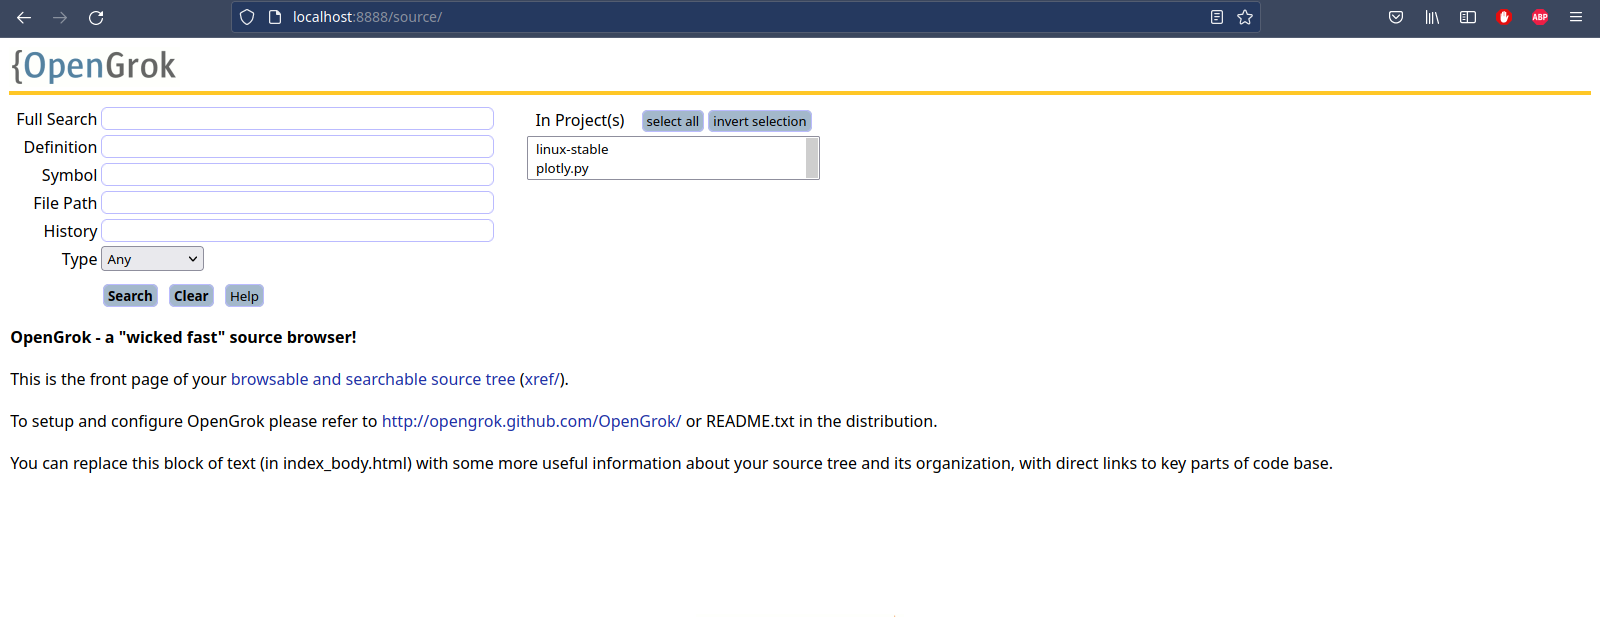 localhost:8888/source/
ABP
{OpenGrok
Full Search
In Project(s) select all invert selection
Definition
linux-stable
plotly.py
Symbol
File Path
History
Type Any
Search Clear Help
OpenGrok - a "wicked fast" source browser!
This is the front page of your browsable and searchable source tree (xref/).
To setup and configure OpenGrok please refer to http://opengrok.github.com/OpenGrok/ or README.txt in the distribution.
You can replace this block of text (in index_body.html) with some more useful information about your source tree and its organization, with direct links to key parts of code base.